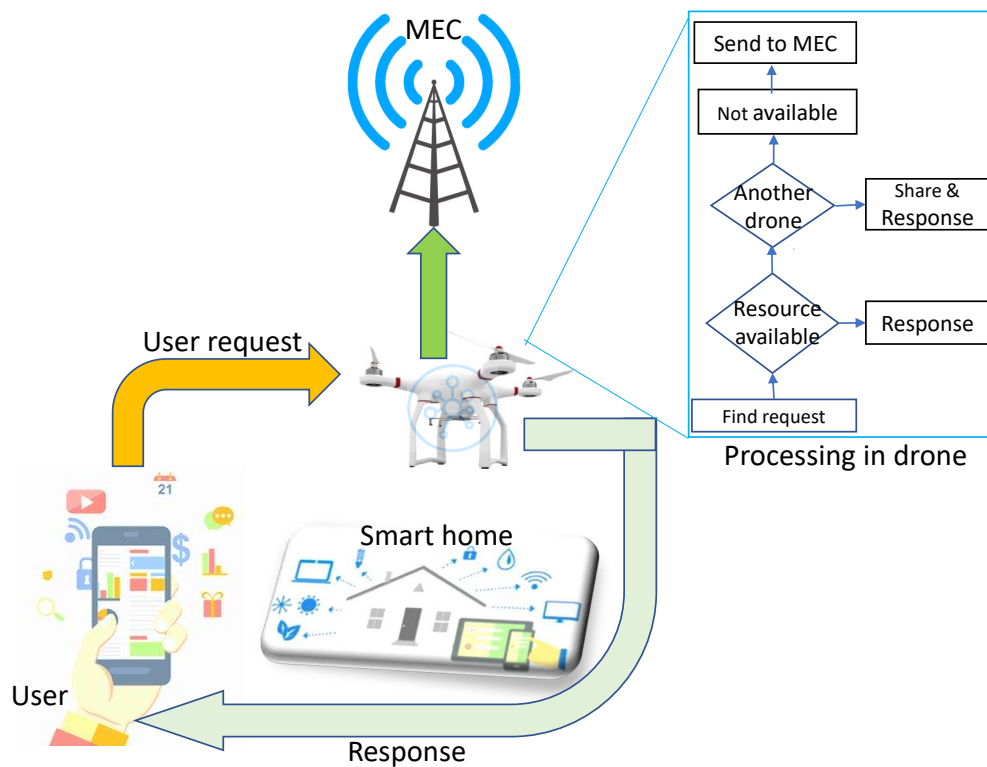 MEC
Send to MEC
Not available
Another
drone
Share &
Response
Resource
available
Response
Find request
Processing in drone
User request
21
$
Smart home
User
Response